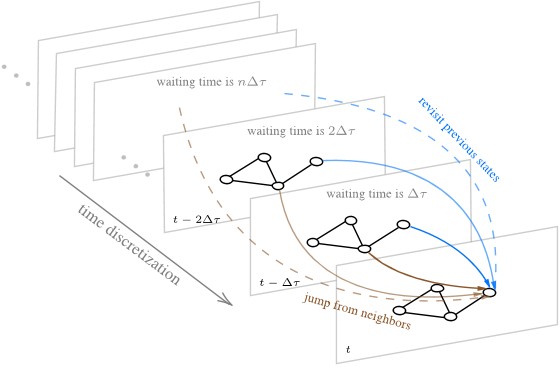 waiting time is nΔτ
revisit previous states
waiting time is 2Δτ
waiting time is Δτ
t − 2Δτ
time discretization
t − Δτ
jump from neighbors
t